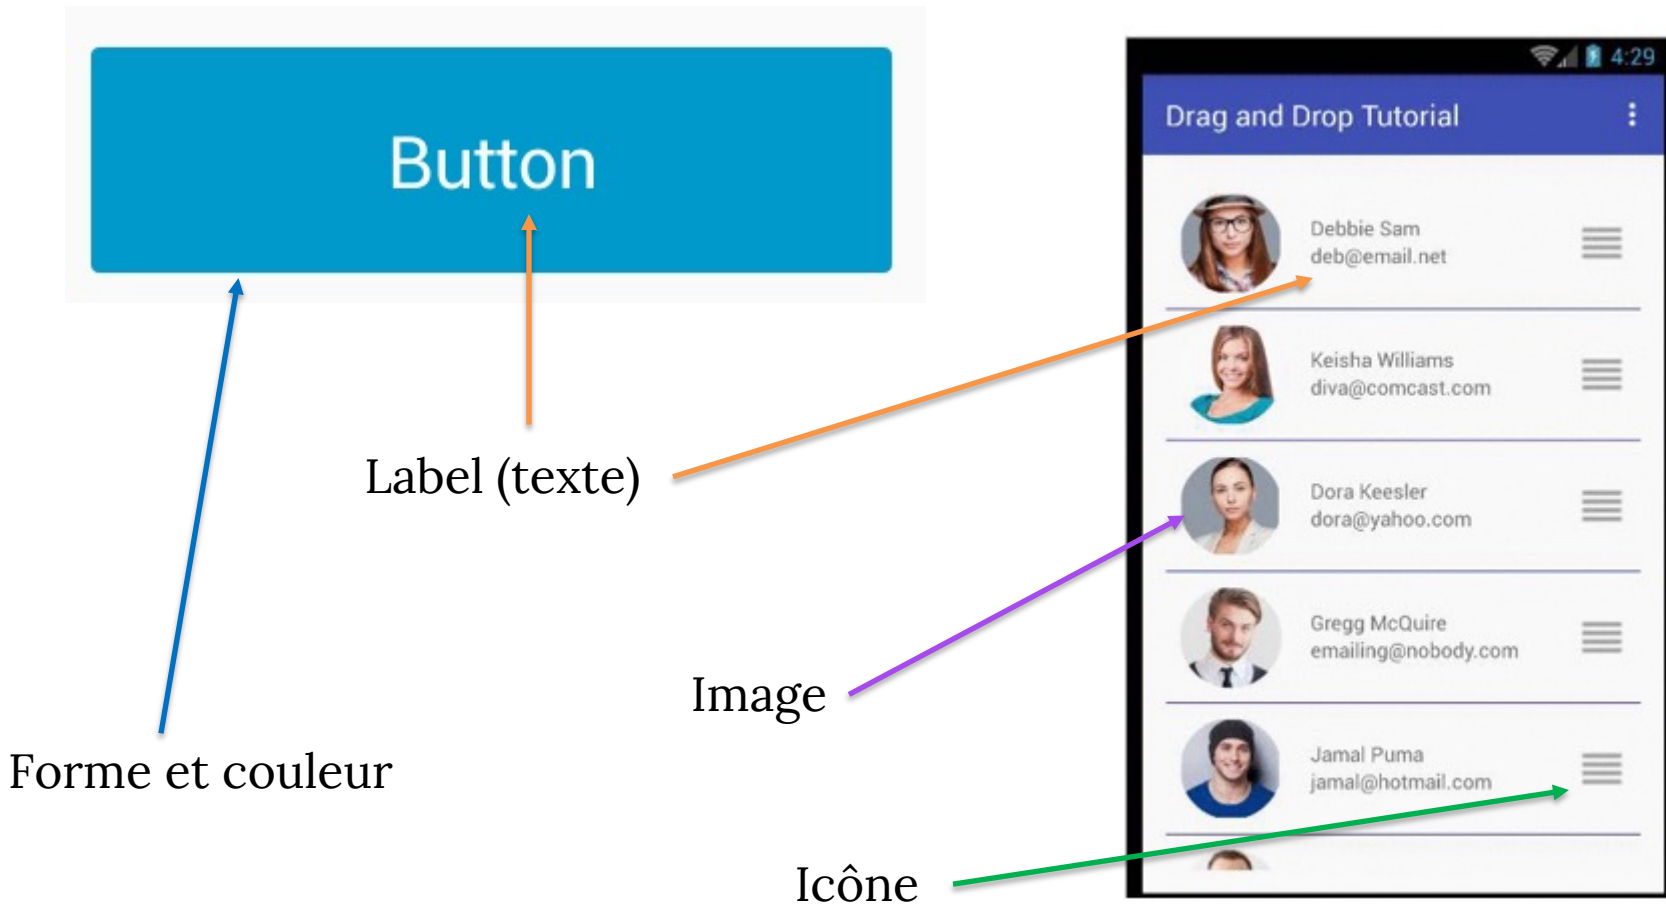 Button
Label (texte)
Forme et couleur
Image
Icône
4:29
Drag and Drop Tutorial
Debbie Sam
deb@email.net
Keisha Williams
diva@comcast.com
Dora Keesler
dora@yahoo.com
Gregg McQuire
emailing@nobody.com
Jamal Puma
jamal@hotmail.com